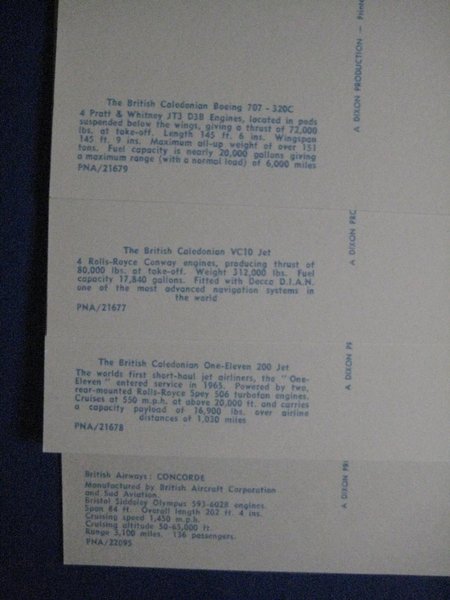 The British Caledonian Boeing 707 - 320C
4 Pratt & Whitney JT3 D3B Engines, located in pods
suspended below the wings, giving a thrust of 72,000
lbs. at take-off. Length 145 ft. 6 ins. Wingspan
145 ft. 9 ins. Maximum all-up weight of over 151
tons. Fuel capacity is nearly 20,000 gallons giving
a maximum range (with a normal load) of 6,000 miles
PNA/21679
A DIXON PRODUCTION — Printe
The British Caledonian VC10 Jet
4 Rolls-Royce Conway engines, producing thrust of
80,000 lbs. at take-off. Weight 312,000 lbs. Fuel
capacity 17,840 gallons. Fitted with Decca D.I.A.N.
one of the most advanced navigation systems in
the world
PNA/21677
A DIXON PRC
The British Caledonian One-Eleven 200 Jet
The worlds first short-haul jet airliners, the "One-
Eleven" entered service in 1965. Powered by two,
rear-mounted Rolls-Royce Spey 506 turbofan engines.
Cruises at 550 m.p.h. at above 20,000 ft. and carries
a capacity payload of 16,900 lbs. over airline
distances of 1,030 miles
PNA/21678
A DIXON PR
British Airways: CONCORDE
Manufactured by British Aircraft Corporation
and Sud Aviation.
Bristol Siddeley Olympus 593-602B engines.
Span 84 ft. Overall length 202 ft. 4 ins.
Cruising speed 1,450 m.p.h.
Cruising altitude 50-65,000 ft.
Range 3,100 miles. 136 passengers.
PNA/22095
A DIXON PRI